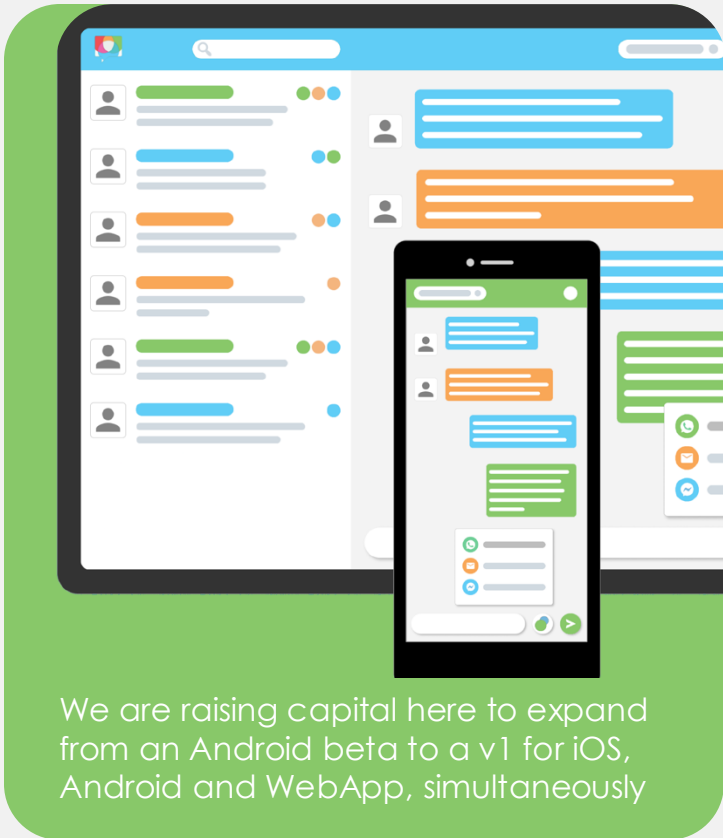 We are raising capital here to expand
from an Android beta to a v1 for iOS,
Android and WebApp, simultaneously